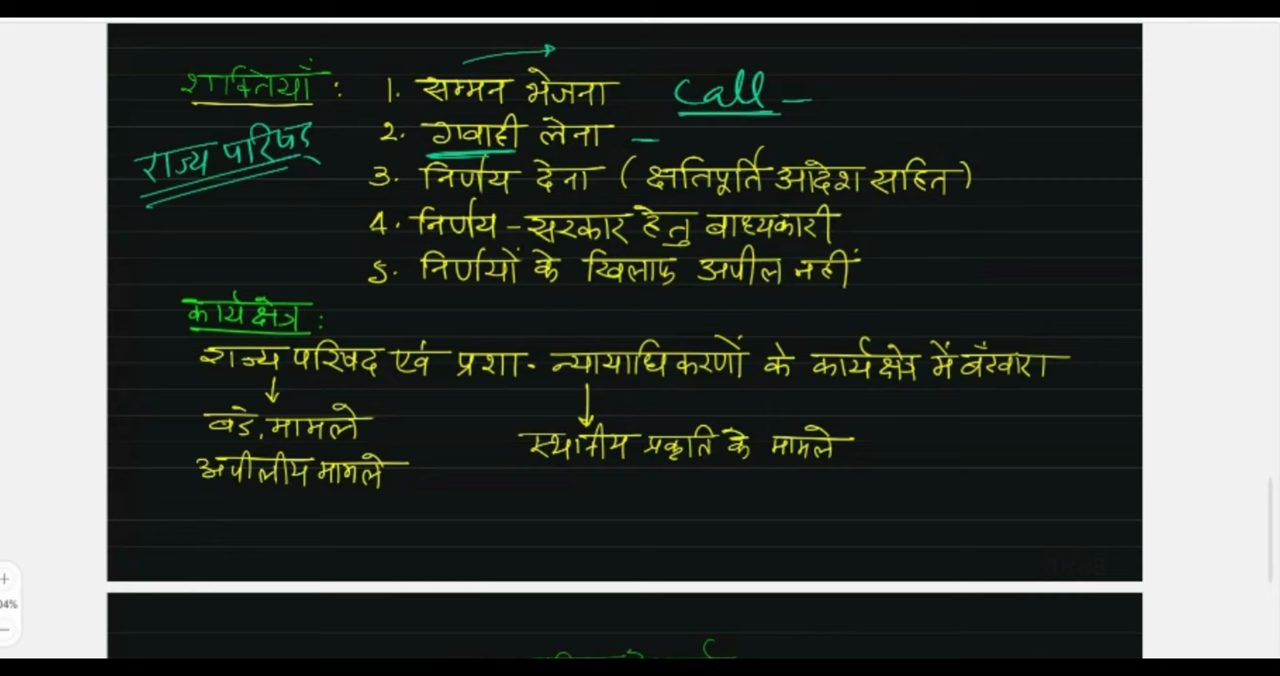 शक्तियाँ : 1. सम्मन भेजना call –
राज्य परिषद
2. गवाही लेना –
3. निर्णय देना (क्षतिपूर्ति आदेश सहित)
4. निर्णय – सरकार हेतु बाध्यकारी
5. निर्णयों के खिलाफ अपील नहीं
कार्यक्षेत्र :
राज्य परिषद एवं प्रशा. न्यायाधिकरणों के कार्यक्षेत्र में बँटवारा
बड़े मामले
स्थानीय प्रकृति के मामले
अपीलीय मामले